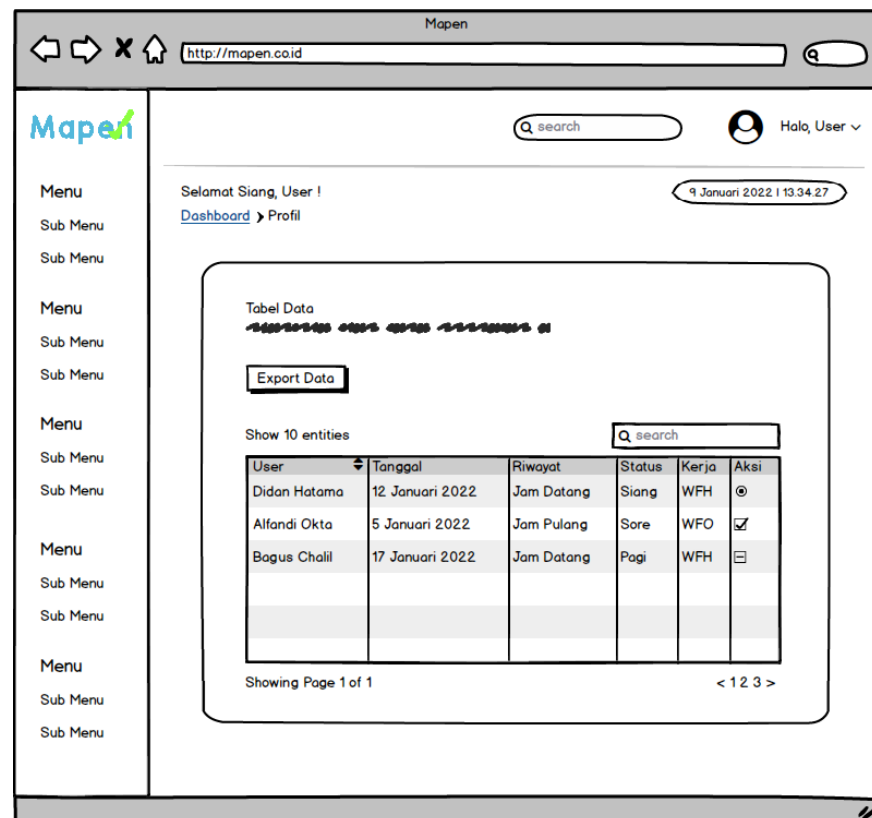 Mapen
http://mapen.co.id
Mapen
search
Halo, User
Menu
Sub Menu
Sub Menu
Menu
Sub Menu
Sub Menu
Menu
Sub Menu
Sub Menu
Menu
Sub Menu
Sub Menu
Menu
Sub Menu
Sub Menu
Selamat Siang, User !
9 Januari 2022 | 13.34.27
Dashboard > Profil
Tabel Data
Export Data
Show 10 entities
search
User Tanggal Riwayat Status Kerja Aksi
Didan Hatama 12 Januari 2022 Jam Datang Siang WFH
Alfandi Okta 5 Januari 2022 Jam Pulang Sore WFO
Bagus Chalil 17 Januari 2022 Jam Datang Pagi WFH
Showing Page 1 of 1
< 1 2 3 >